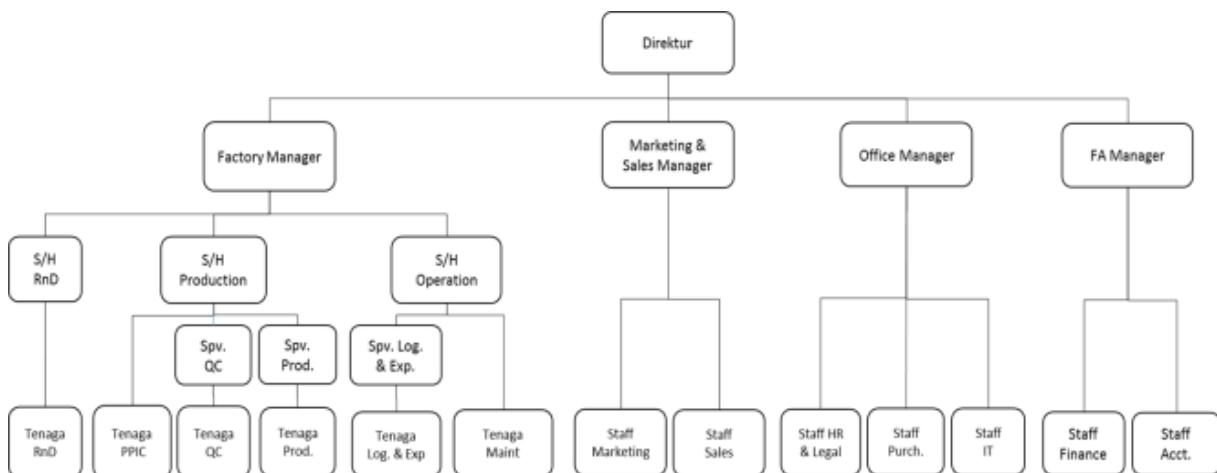 Direktur
Factory Manager
Marketing &
Sales Manager
Office Manager
FA Manager
S/H
RnD
S/H
Production
S/H
Operation
Spv.
QC
Spv.
Prod.
Spv. Log.
& Exp.
Tenaga
RnD
Tenaga
PPIC
Tenaga
QC
Tenaga
Prod.
Tenaga
Log. & Exp
Tenaga
Maint
Staff
Marketing
Staff
Sales
Staff HR
& Legal
Staff
Purch.
Staff
IT
Staff
Finance
Staff
Acct.